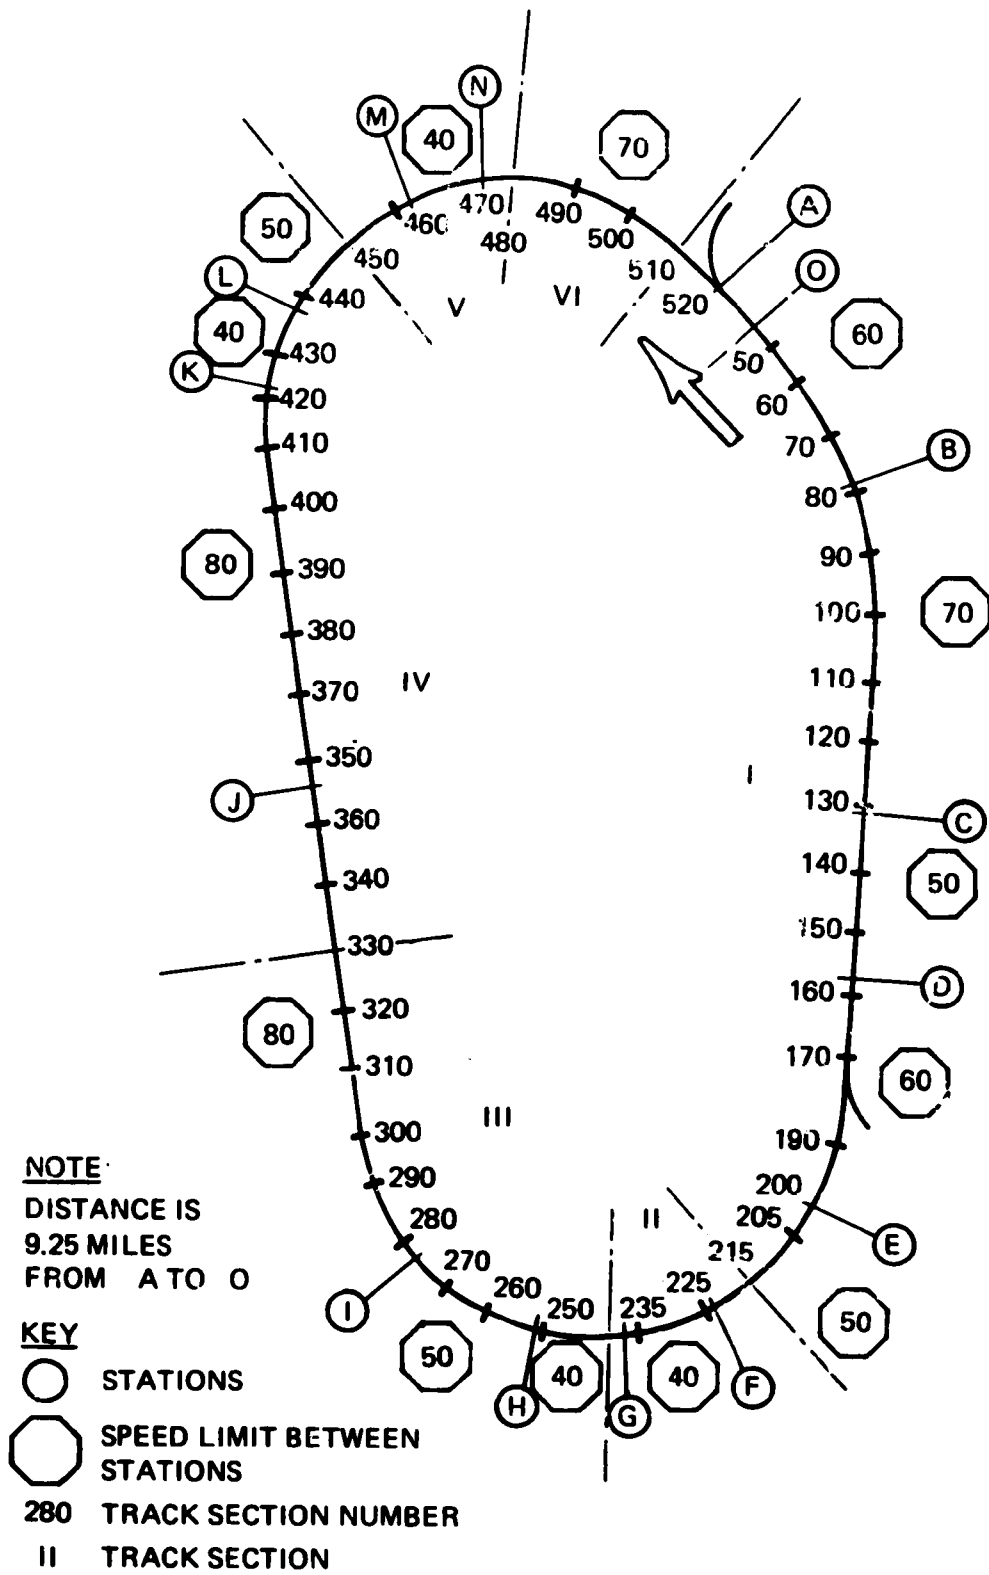 N
M
40
70
A
470
490
460
50
480
500
O
450
510
L
440
V
VI
520
60
40
430
50
K
420
60
410
70
B
80
400
90
80
390
100
70
380
110
IV
370
120
350
I
130
J
360
C
140
340
50
150
330
D
160
320
80
170
310
60
III
300
190
NOTE
290
200
DISTANCE IS
II
205
280
E
9.25 MILES
215
270
FROM A TO O
225
260
I
250
235
50
KEY
50
40
40
F
STATIONS
H
G
SPEED LIMIT BETWEEN
STATIONS
280 TRACK SECTION NUMBER
II TRACK SECTION